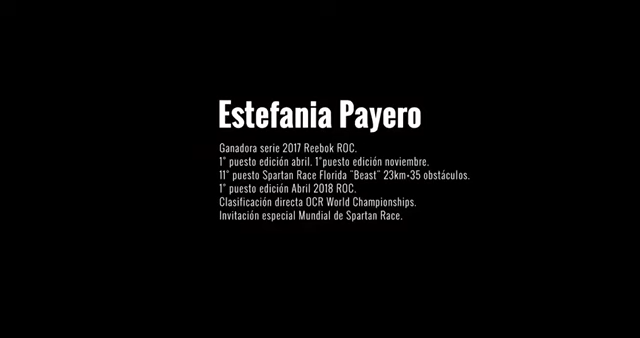 Estefania Payero
Ganadora serie 2017 Reebok ROC.
1° puesto edición abril. 1°puesto edición noviembre.
11° puesto Spartan Race Florida "Beast" 23km+35 obstáculos.
1° puesto edición Abril 2018 ROC.
Clasificación directa OCR World Championships.
Invitación especial Mundial de Spartan Race.